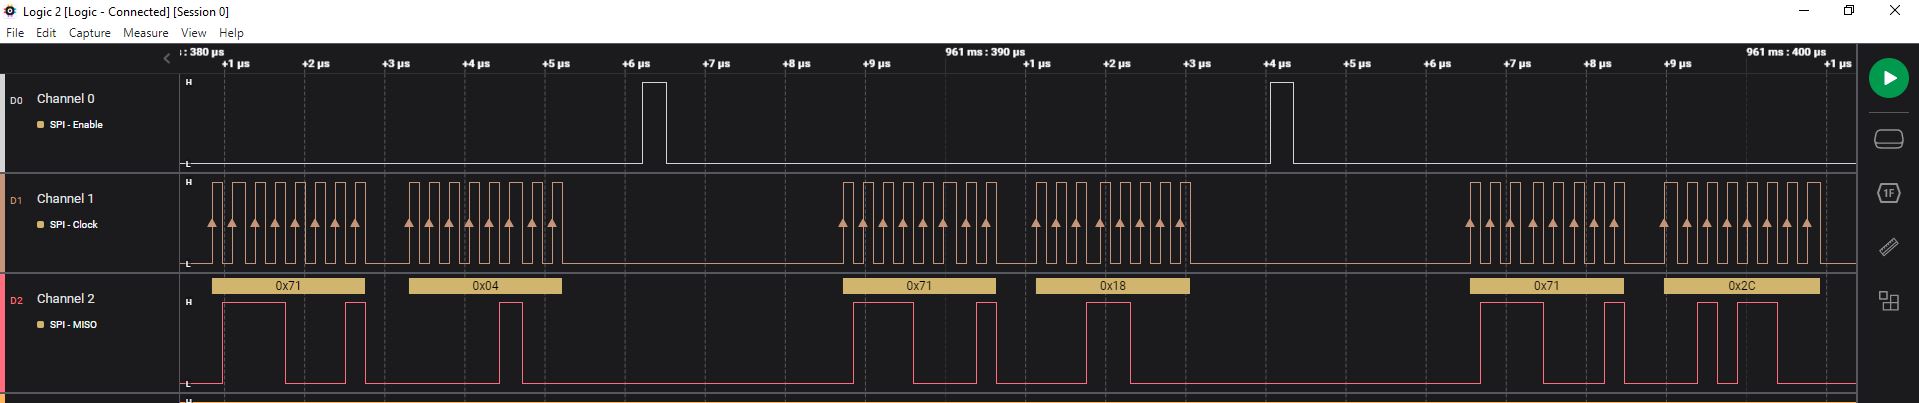 Logic 2 [Logic - Connected] [Session 0]
File Edit Capture Measure View Help
: 380 µs 961 ms : 390 µs 961 ms : 400 µs
+1 µs +2 µs +3 µs +4 µs +5 µs +6 µs +7 µs +8 µs +9 µs +1 µs +2 µs +3 µs +4 µs +5 µs +6 µs +7 µs +8 µs +9 µs +1 µs
H
D0 Channel 0
SPI - Enable
L
H
D1 Channel 1
SPI - Clock
L
0x71 0x04 0x71 0x18 0x71 0x2C
H
D2 Channel 2
SPI - MISO
L
H
1F